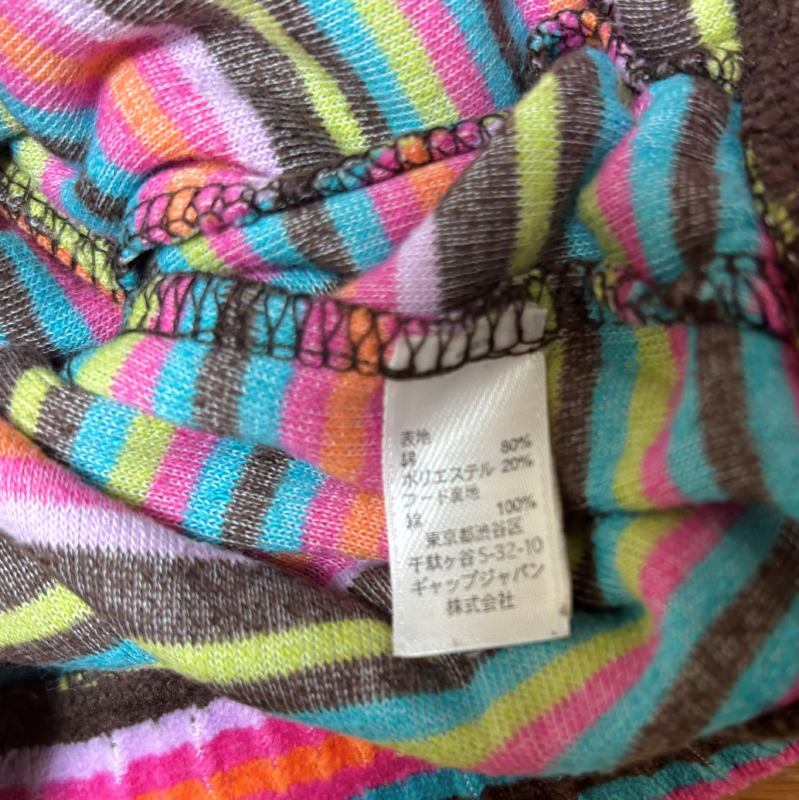 表地
綿 80%
ポリエステル 20%
フード裏地
綿 100%
東京都渋谷区
千駄ヶ谷5-32-10
ギャップジャパン
株式会社